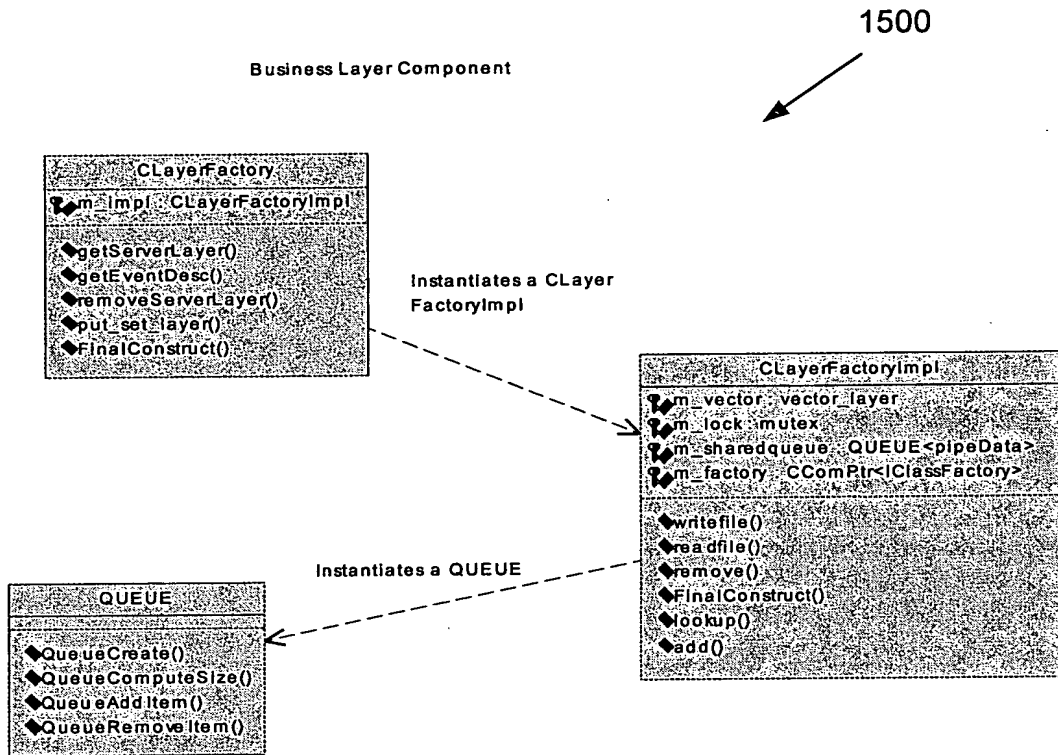 1500
Business Layer Component
CLayerFactory
m_Impl : CLayerFactoryImpl
getServerLayer()
getEventDesc()
removeServerLayer()
put_set_layer()
FinalConstruct()
Instantiates a CLayer
FactoryImpl
CLayerFactoryImpl
m_vector : vector_layer
m_lock : mutex
m_sharedqueue : QUEUE<pipeData>
m_factory : CComPtr<IClassFactory>
writefile()
readfile()
remove()
FinalConstruct()
lookup()
add()
Instantiates a QUEUE
QUEUE
QueueCreate()
QueueComputeSize()
QueueAddItem()
QueueRemoveItem()